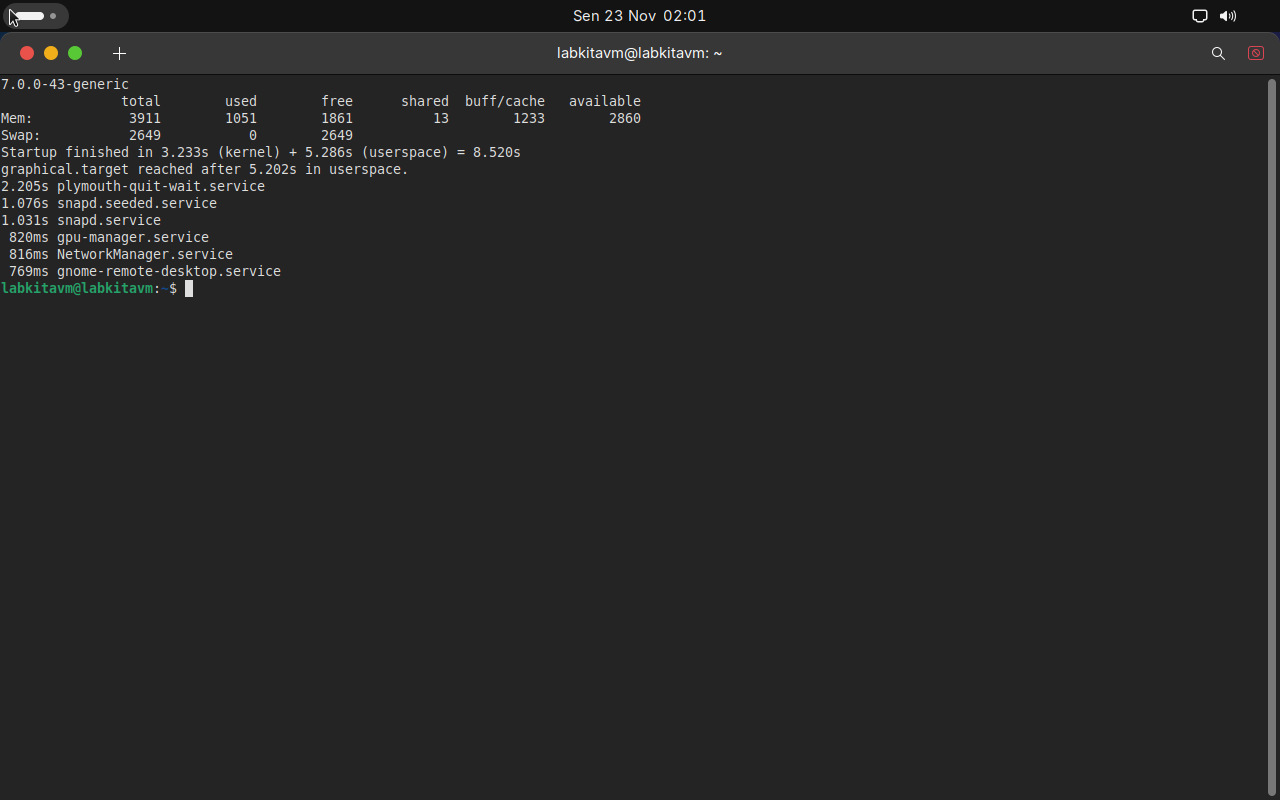 Sen 23 Nov 02:01
labkitavm@labkitavm: ~
7.0.0-43-generic
               total        used        free      shared  buff/cache   available
Mem:            3911        1051        1861          13        1233        2860
Swap:           2649           0        2649
Startup finished in 3.233s (kernel) + 5.286s (userspace) = 8.520s
graphical.target reached after 5.202s in userspace.
2.205s plymouth-quit-wait.service
1.076s snapd.seeded.service
1.031s snapd.service
 820ms gpu-manager.service
 816ms NetworkManager.service
 769ms gnome-remote-desktop.service
labkitavm@labkitavm:~$